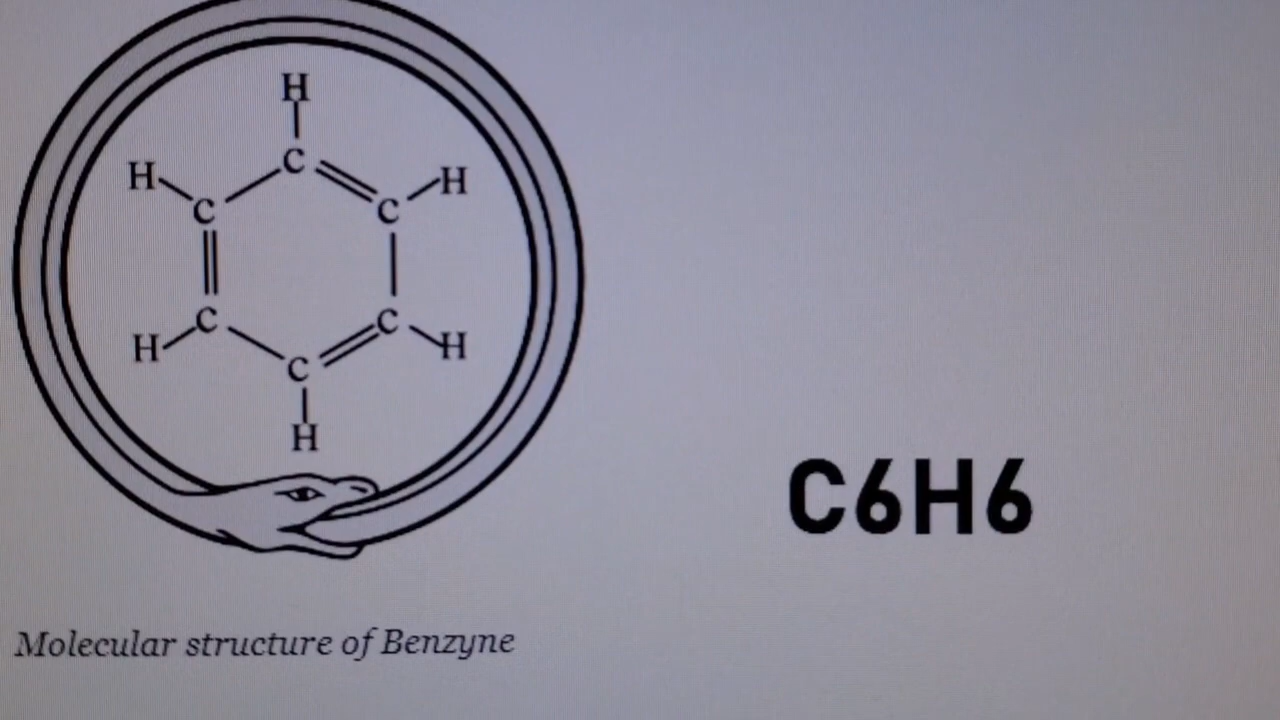 H
H C H
C C
C C
H C H
H
C6H6
Molecular structure of Benzyne